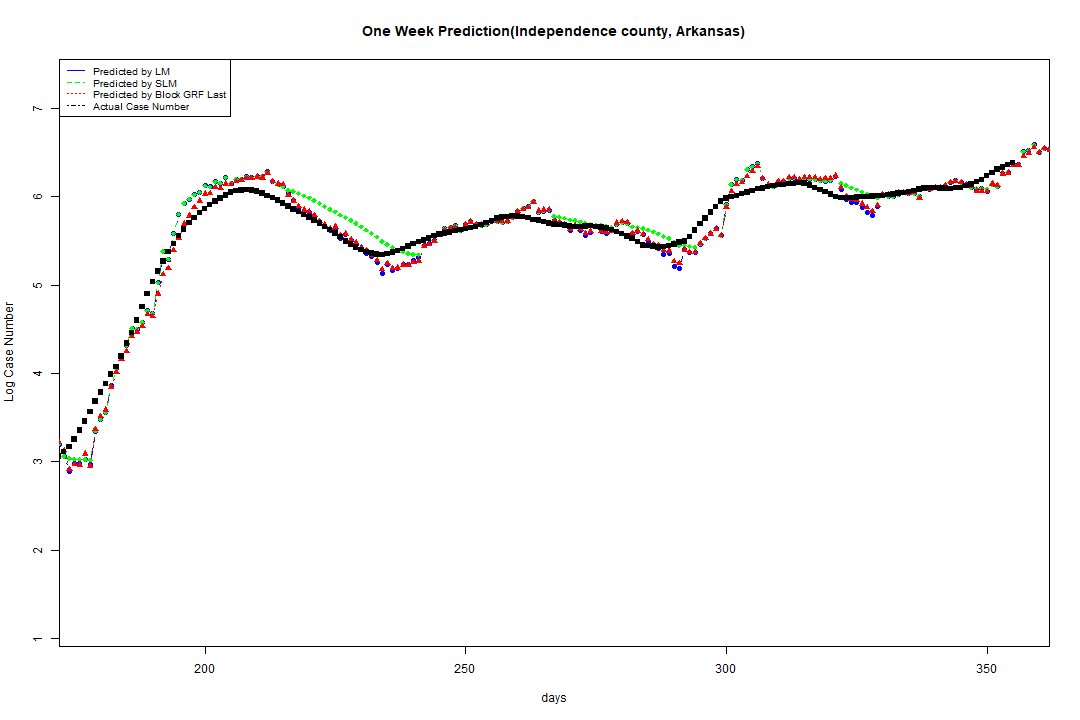 One Week Prediction(Independence county, Arkansas)
Predicted by LM
Predicted by SLM
Predicted by Block GRF Last
Actual Case Number
7
6
5
4
3
2
1
Log Case Number
200 250 300 350
days